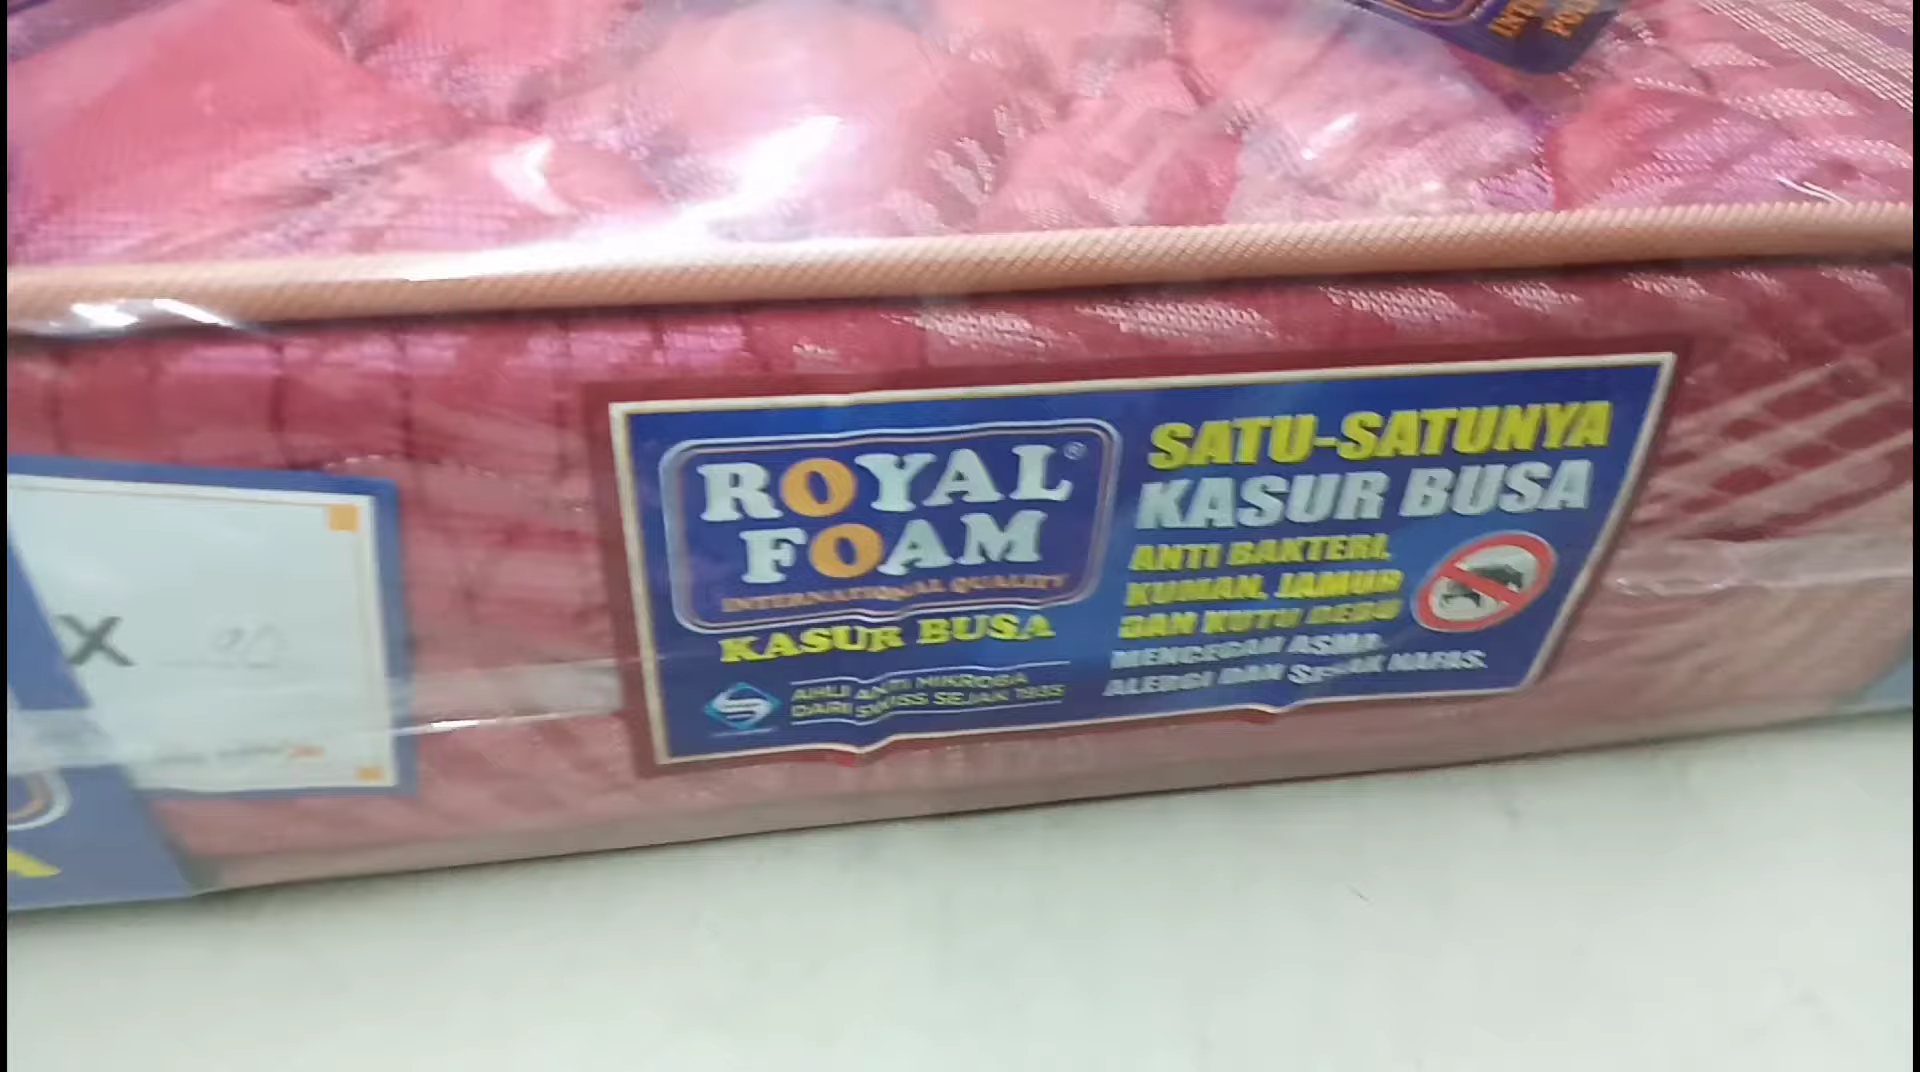 ROYAL®
FOAM
INTERNATIONAL QUALITY
KASUR BUSA
AHLI ANTI MIKROBA
DARI SWISS SEJAK 1935
SATU-SATUNYA
KASUR BUSA
ANTI BAKTERI,
KUMAN, JAMUR
DAN KUTU DEBU
MENCEGAH ASMA,
ALERGI DAN SESAK NAFAS.
X 90